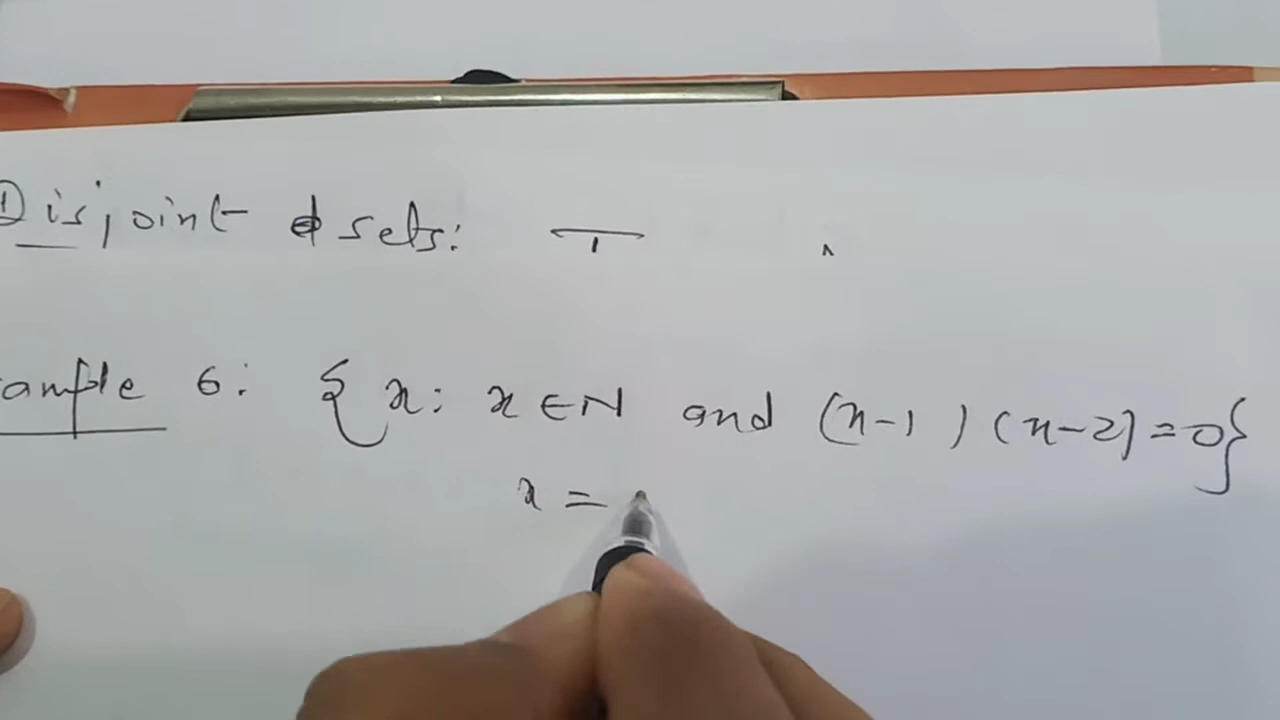 Disjoint sets:
ample 6: {x: x ∈ N and (x-1)(x-2)=0}
x =